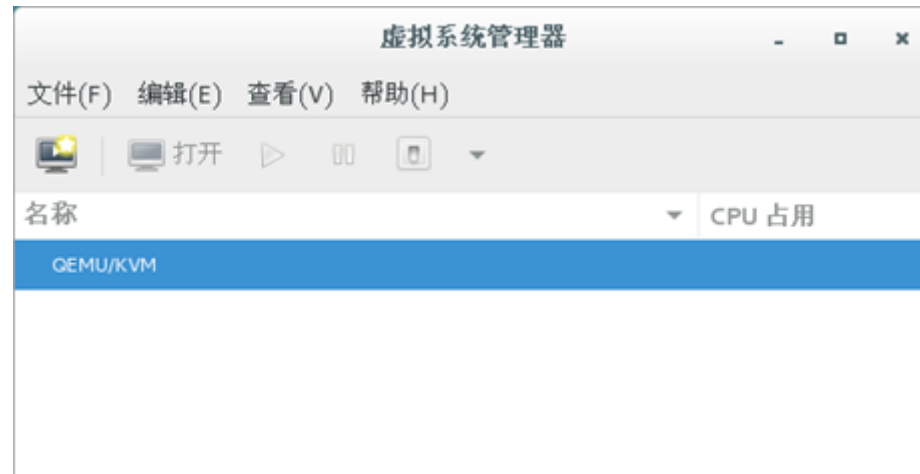 虚拟系统管理器
文件(F) 编辑(E) 查看(V) 帮助(H)
打开
名称 CPU 占用
QEMU/KVM